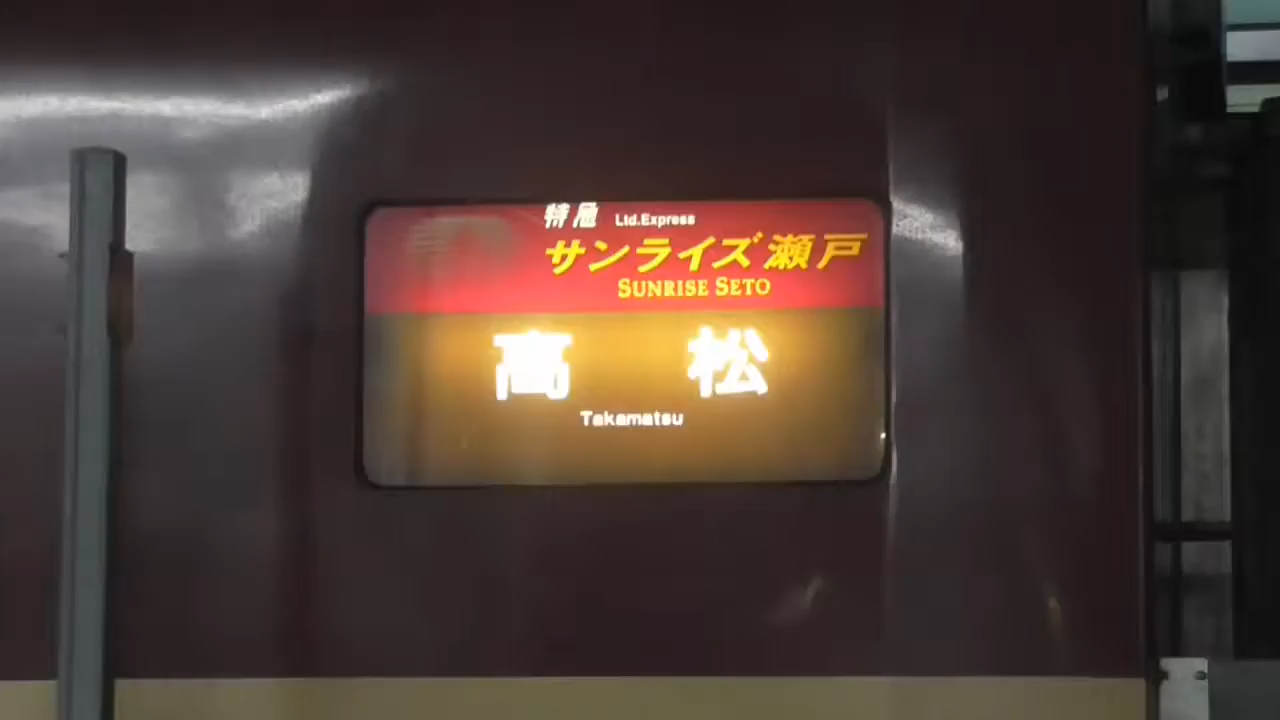 特急 Ltd.Express
サンライズ瀬戸
SUNRISE SETO
高 松
Takamatsu